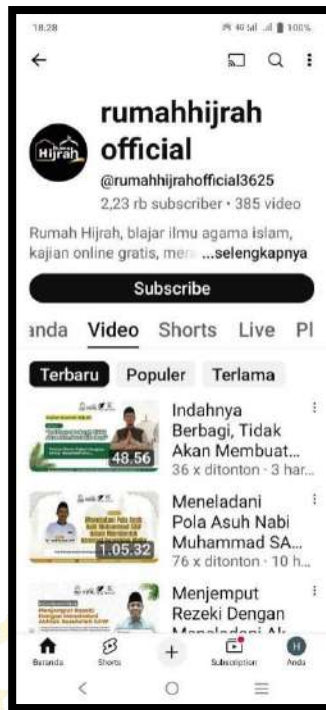 18.28
100%
Hijrah
rumahhijrah
official
@rumahhijrahofficial3625
2,23 rb subscriber • 385 video
Rumah Hijrah, blajar ilmu agama islam,
kajian online gratis, mer ...selengkapnya
Subscribe
anda Video Shorts Live Pl
Terbaru Populer Terlama
48.56
Indahnya
Berbagi, Tidak
Akan Membuat...
36 x ditonton · 3 har...
1.05.32
Meneladani
Pola Asuh Nabi
Muhammad SA...
76 x ditonton · 10 h...
Menjemput
Rezeki Dengan
Beranda Shorts Subscription H Anda